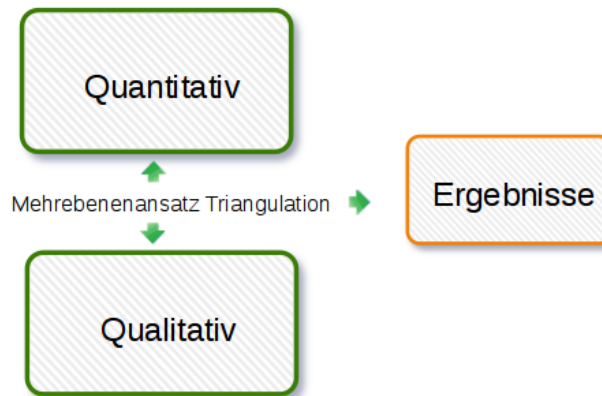 Quantitativ
Mehrebenenansatz Triangulation
Ergebnisse
Qualitativ